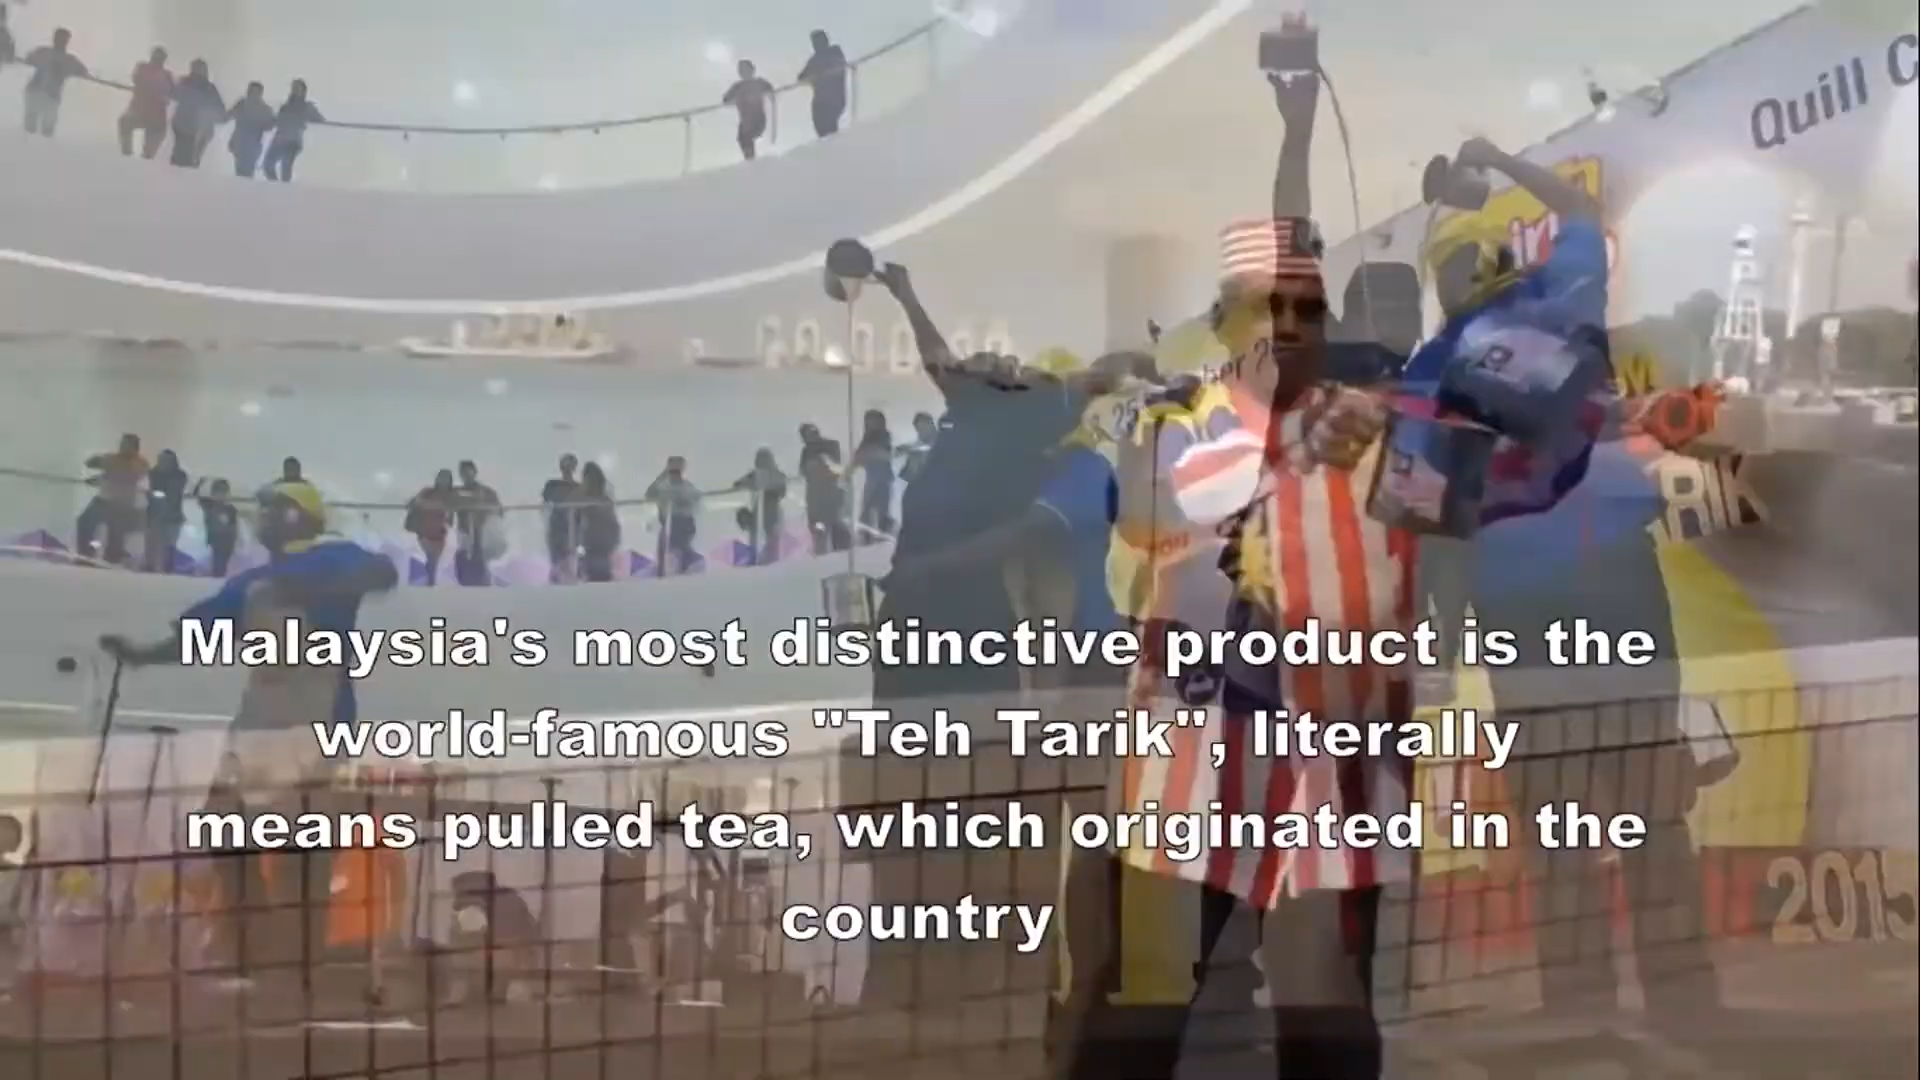 Quill C
25
2015
Malaysia's most distinctive product is the
world-famous "Teh Tarik", literally
means pulled tea, which originated in the
country